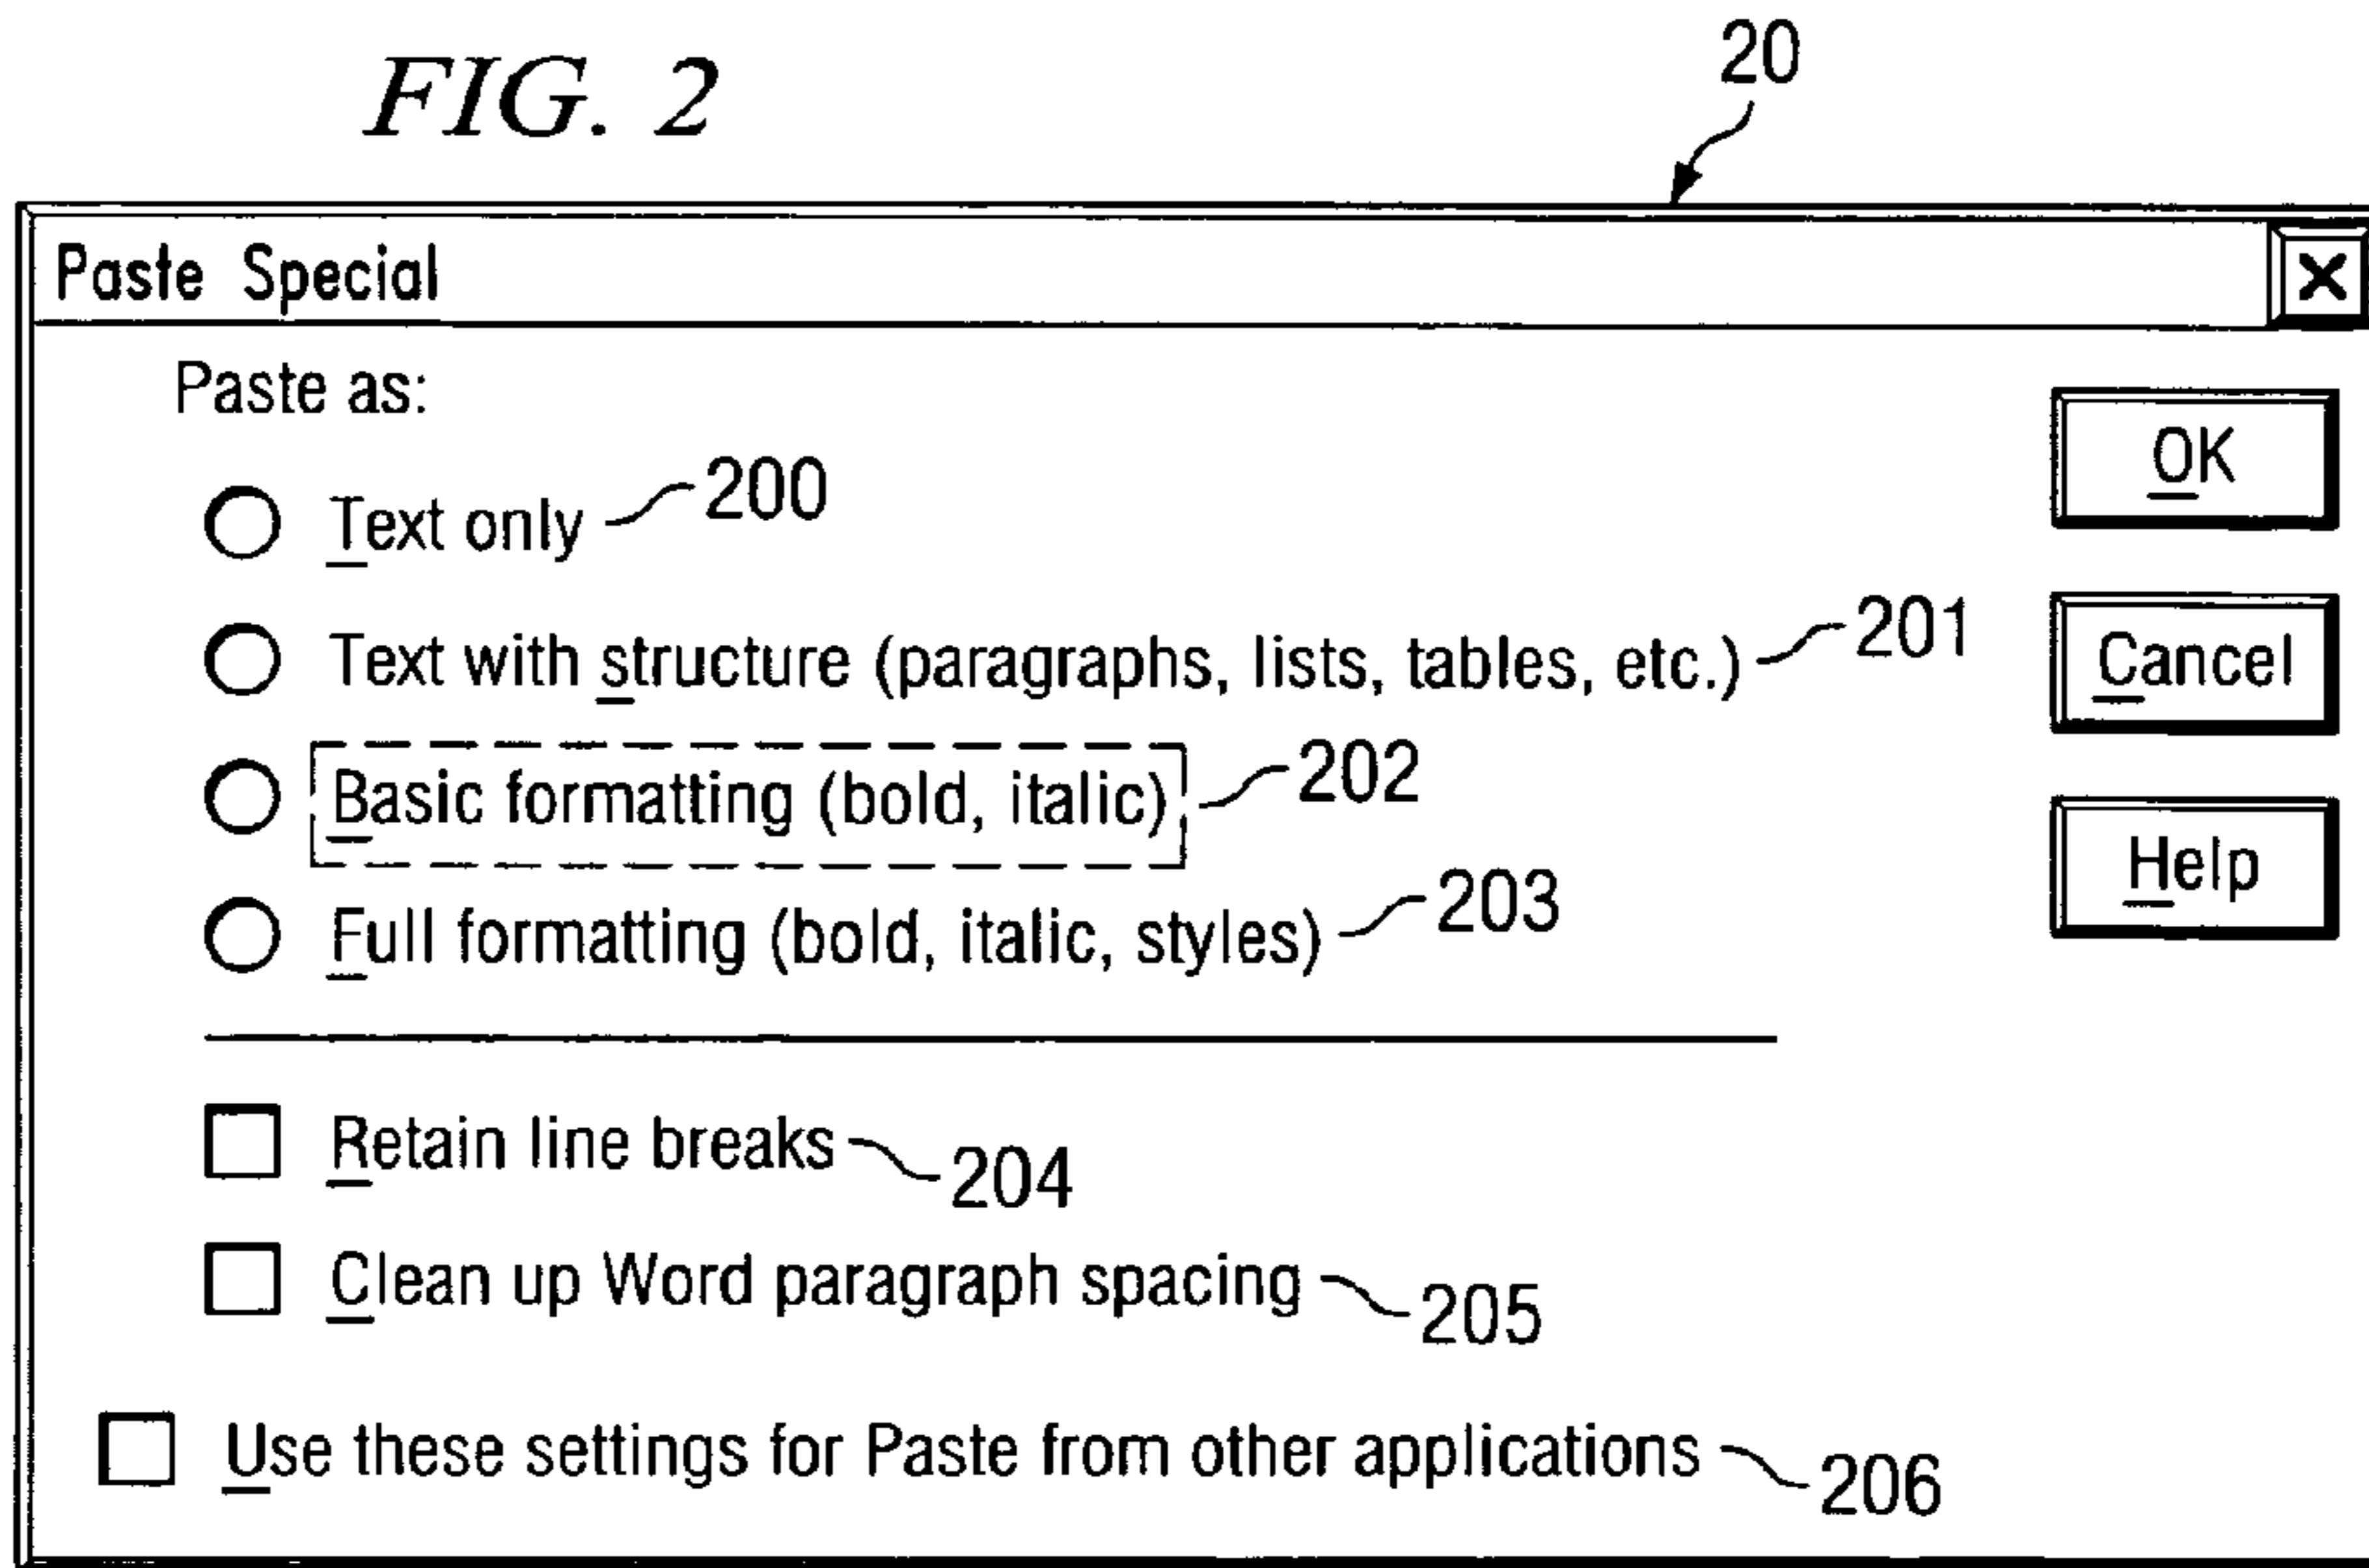 FIG. 2
20
Paste Special
Paste as:
Text only 200
OK
Text with structure (paragraphs, lists, tables, etc.) 201
Cancel
Basic formatting (bold, italic) 202
Full formatting (bold, italic, styles) 203
Help
Retain line breaks 204
Clean up Word paragraph spacing 205
Use these settings for Paste from other applications 206